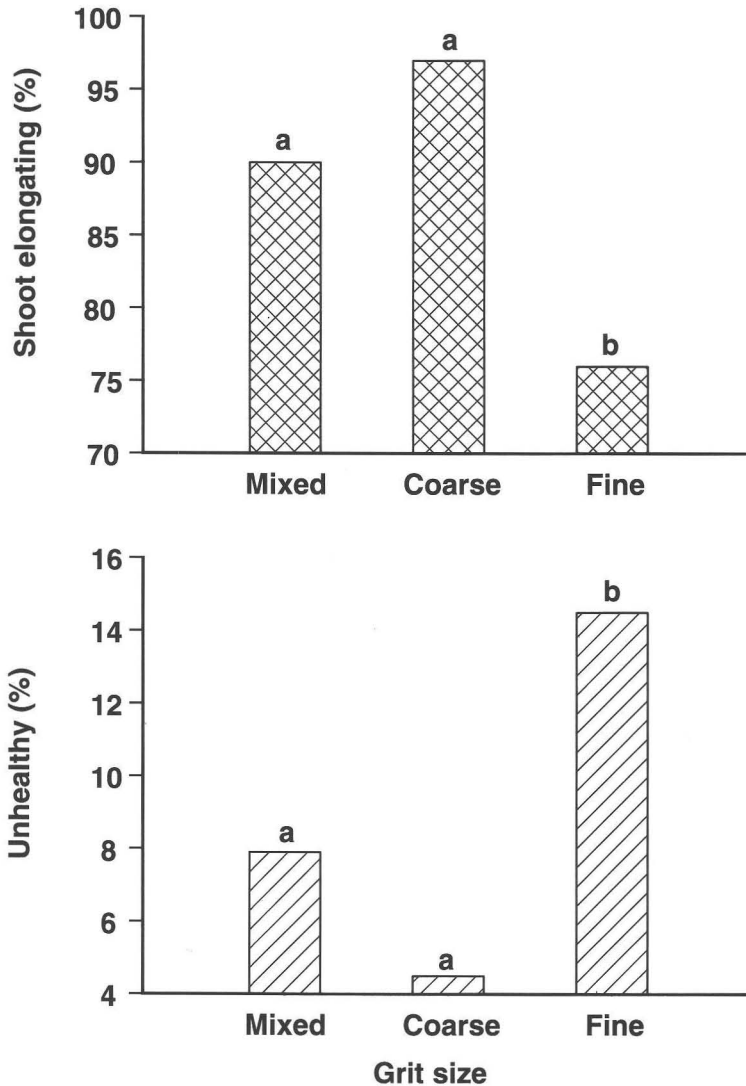 Shoot elongating (%)
100
95
90
85
80
75
70
a
a
b
Mixed Coarse Fine
Unhealthy (%)
16
14
12
10
8
6
4
a
a
b
Mixed Coarse Fine
Grit size